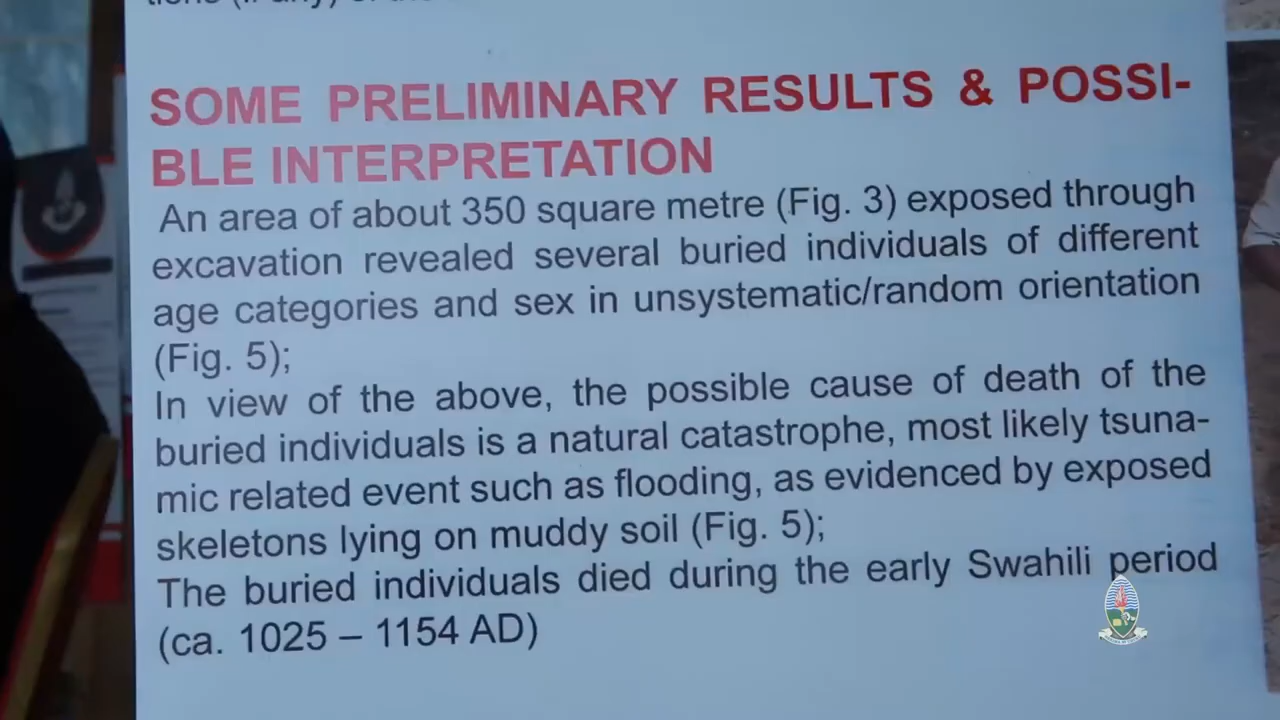 SOME PRELIMINARY RESULTS & POSSI-
BLE INTERPRETATION
An area of about 350 square metre (Fig. 3) exposed through
excavation revealed several buried individuals of different
age categories and sex in unsystematic/random orientation
(Fig. 5);
In view of the above, the possible cause of death of the
buried individuals is a natural catastrophe, most likely tsuna-
mic related event such as flooding, as evidenced by exposed
skeletons lying on muddy soil (Fig. 5);
The buried individuals died during the early Swahili period
(ca. 1025 – 1154 AD)